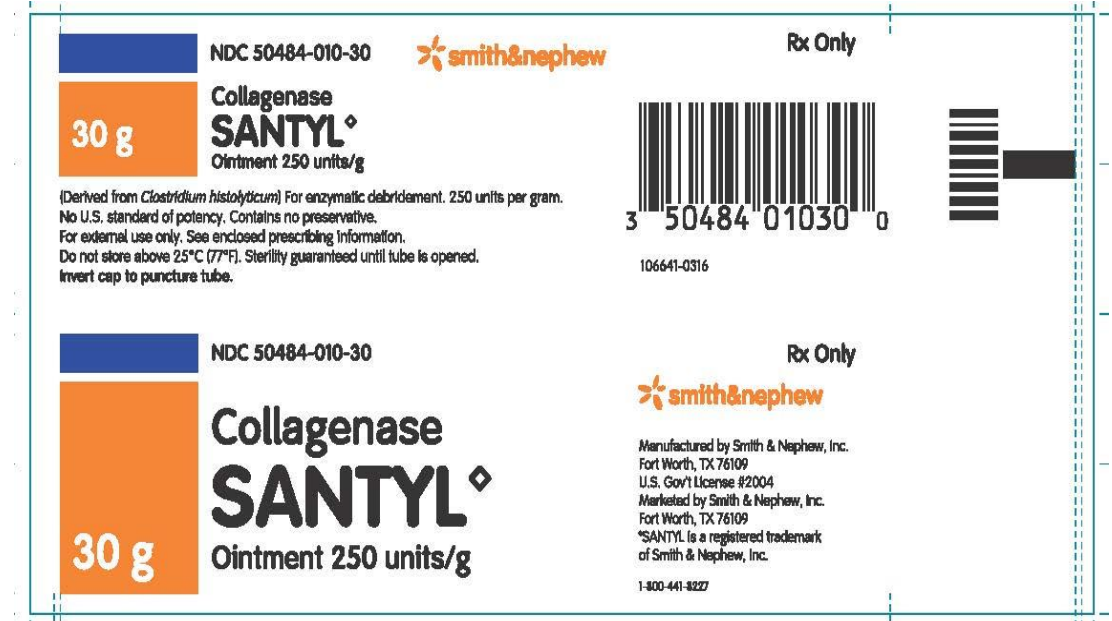 NDC 50484-010-30
smith&nephew
Rx Only
30 g
Collagenase
SANTYL◇
Ointment 250 units/g
(Derived from Clostridium histolyticum) For enzymatic debridement. 250 units per gram.
No U.S. standard of potency. Contains no preservative.
For external use only. See enclosed prescribing information.
Do not store above 25°C (77°F). Sterility guaranteed until tube is opened.
Invert cap to puncture tube.
3 50484 01030 0
106641-0316
NDC 50484-010-30
Rx Only
30 g
Collagenase
SANTYL◇
Ointment 250 units/g
smith&nephew
Manufactured by Smith & Nephew, Inc.
Fort Worth, TX 76109
U.S. Gov't License #2004
Marketed by Smith & Nephew, Inc.
Fort Worth, TX 76109
◇SANTYL is a registered trademark
of Smith & Nephew, Inc.
1-800-441-8227